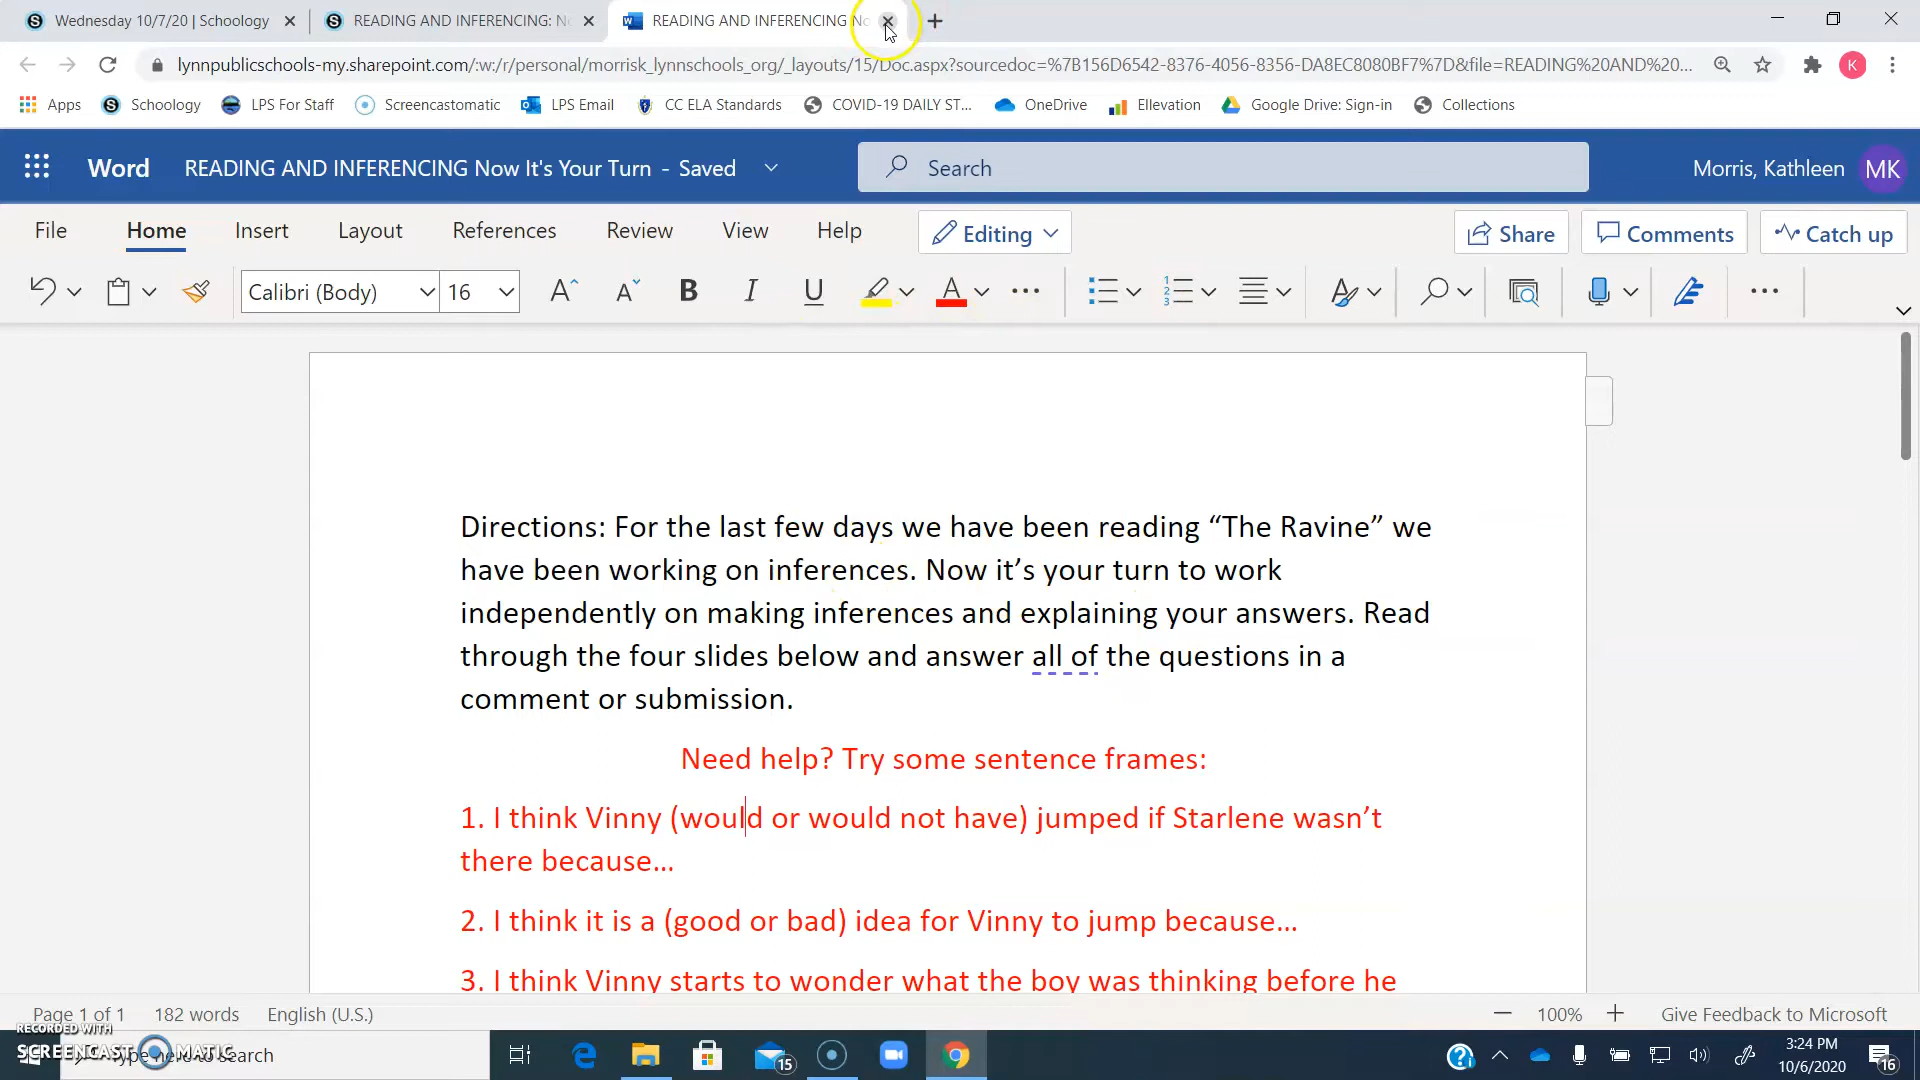 Wednesday 10/7/20 | Schoology
READING AND INFERENCING: N
READING AND INFERENCING No
lynnpublicschools-my.sharepoint.com/:w:/r/personal/morrisk_lynnschools_org/_layouts/15/Doc.aspx?sourcedoc=%7B156D6542-8376-4056-8356-DA8EC8080BF7%7D&file=READING%20AND%20...
K
Apps Schoology LPS For Staff Screencastomatic LPS Email CC ELA Standards COVID-19 DAILY ST... OneDrive Ellevation Google Drive: Sign-in Collections
Word READING AND INFERENCING Now It's Your Turn - Saved Search Morris, Kathleen MK
File Home Insert Layout References Review View Help Editing Share Comments Catch up
Calibri (Body) 16 A A B I U A
Directions: For the last few days we have been reading “The Ravine” we
have been working on inferences. Now it’s your turn to work
independently on making inferences and explaining your answers. Read
through the four slides below and answer all of the questions in a
comment or submission.
Need help? Try some sentence frames:
1. I think Vinny (would or would not have) jumped if Starlene wasn’t
there because…
2. I think it is a (good or bad) idea for Vinny to jump because…
3. I think Vinny starts to wonder what the boy was thinking before he
Page 1 of 1 182 words English (U.S.) 100% Give Feedback to Microsoft
RECORDED WITH
SCREENCAST MATIC
Type here to search
15
3:24 PM
10/6/2020
16